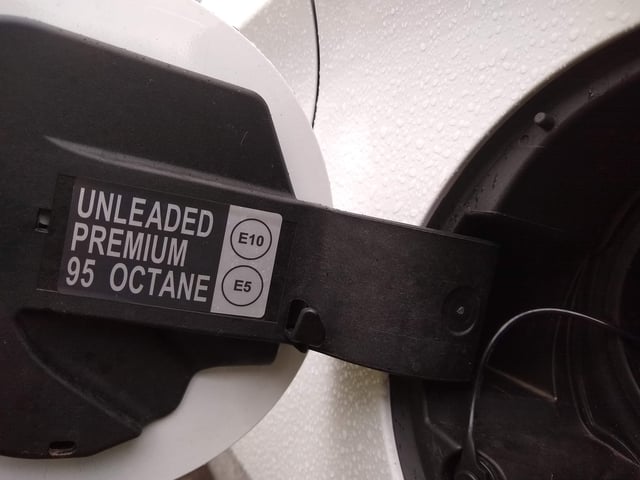 UNLEADED
PREMIUM
95 OCTANE
E10
E5